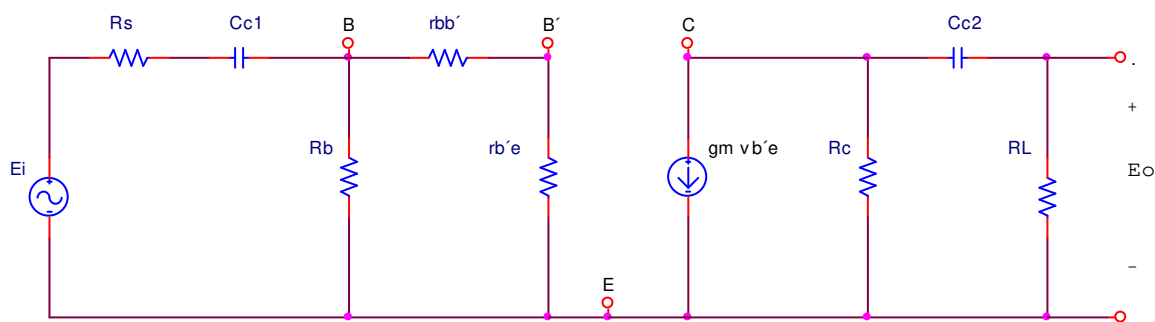 Rs Cc1 B rbb´ B´ C Cc2
.
+
Rb rb´e gm vb´e Rc RL
Ei Eo
E -